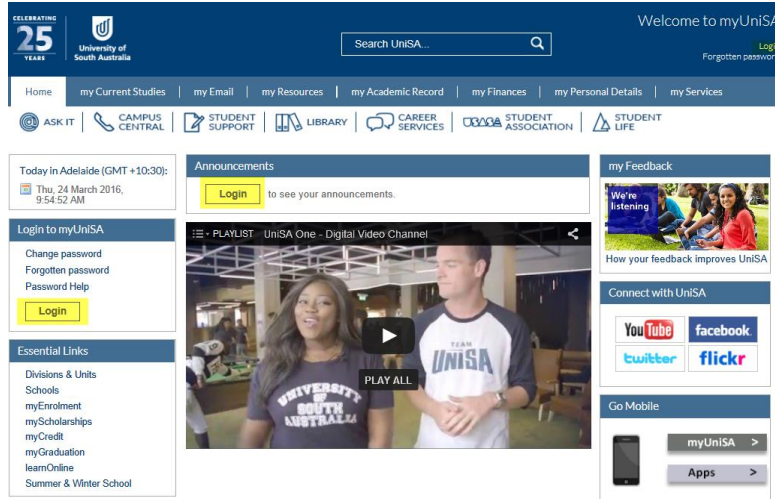 CELEBRATING
25
YEARS
University of
South Australia
Search UniSA...
Welcome to myUniSA
Login
Forgotten password
Home
my Current Studies
my Email
my Resources
my Academic Record
my Finances
my Personal Details
my Services
ASK IT
CAMPUS
CENTRAL
STUDENT
SUPPORT
LIBRARY
CAREER
SERVICES
STUDENT
ASSOCIATION
STUDENT
LIFE
Today in Adelaide (GMT +10:30):
Thu, 24 March 2016,
9:54:52 AM
Login to myUniSA
Change password
Forgotten password
Password Help
Login
Essential Links
Divisions & Units
Schools
myEnrolment
myScholarships
myCredit
myGraduation
learnOnline
Summer & Winter School
Announcements
Login to see your announcements.
PLAYLIST UniSA One - Digital Video Channel
PLAY ALL
UNIVERSITY
OF
SOUTH
AUSTRALIA
TEAM
UNISA
my Feedback
We're
listening
How your feedback improves UniSA
Connect with UniSA
YouTube
facebook.
twitter
flickr
Go Mobile
myUniSA >
Apps >